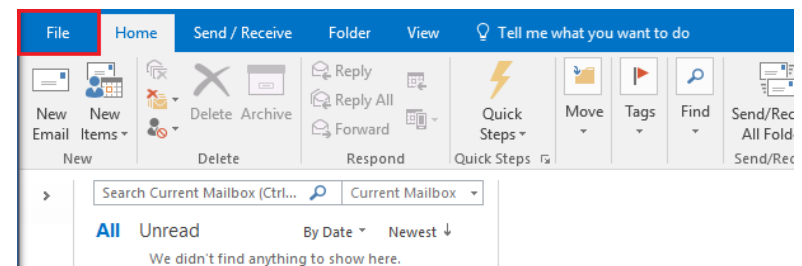 File Home Send / Receive Folder View Tell me what you want to do
New Email
New Items
Delete Archive
Reply
Reply All
Forward
Quick Steps
Move
Tags
Find
Send/Rec
All Fold
New Delete Respond Quick Steps Send/Rec
Search Current Mailbox (Ctrl... Current Mailbox
All Unread By Date Newest
We didn't find anything to show here.